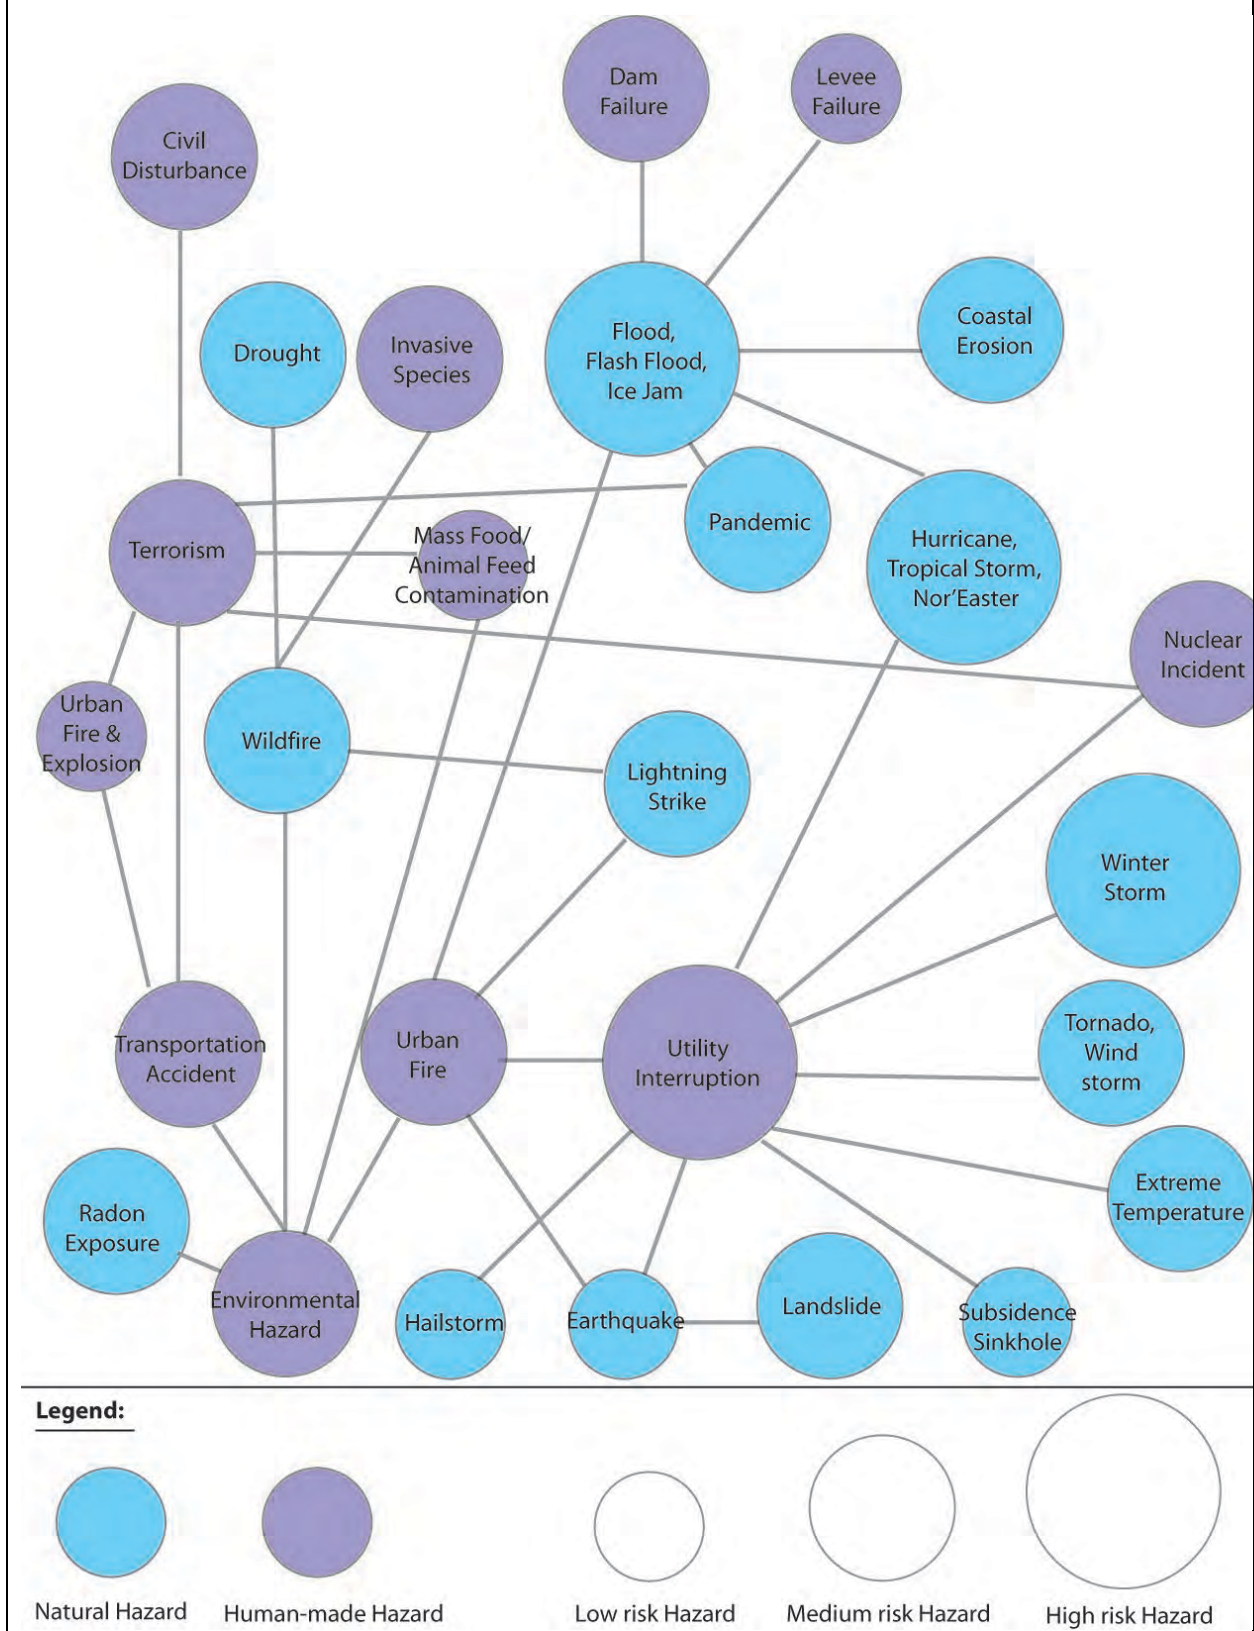 Dam
Failure
Levee
Failure
Civil
Disturbance
Drought
Invasive
Species
Flood,
Flash Flood,
Ice Jam
Coastal
Erosion
Terrorism
Mass Food/
Animal Feed
Contamination
Pandemic
Hurricane,
Tropical Storm,
Nor'Easter
Nuclear
Incident
Urban
Fire &
Explosion
Wildfire
Lightning
Strike
Winter
Storm
Transportation
Accident
Urban
Fire
Utility
Interruption
Tornado,
Wind
storm
Radon
Exposure
Extreme
Temperature
Environmental
Hazard
Hailstorm
Earthquake
Landslide
Subsidence
Sinkhole
Legend:
Natural Hazard
Human-made Hazard
Low risk Hazard
Medium risk Hazard
High risk Hazard